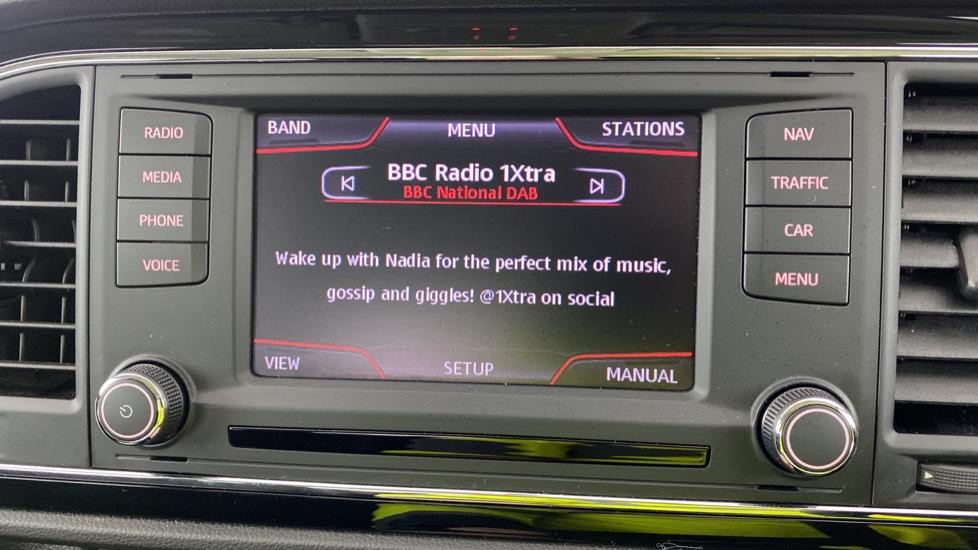 BAND MENU STATIONS
BBC Radio 1Xtra
BBC National DAB
Wake up with Nadia for the perfect mix of music,
gossip and giggles! @1Xtra on social
VIEW SETUP MANUAL
RADIO
MEDIA
PHONE
VOICE
NAV
TRAFFIC
CAR
MENU